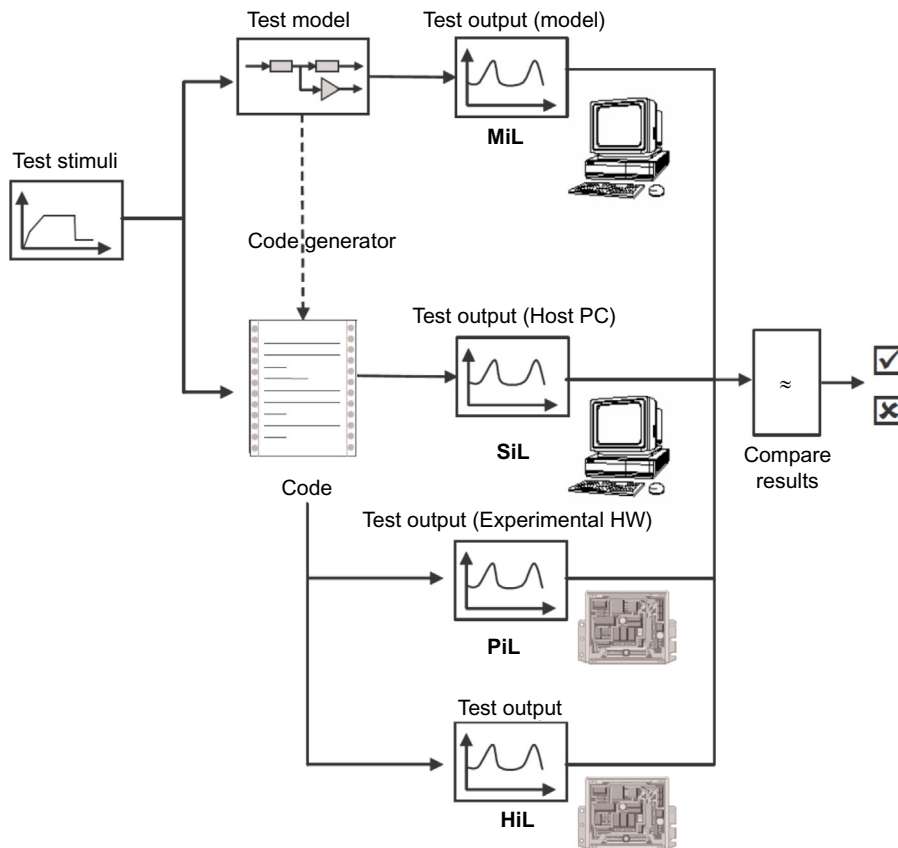 Test model
Test output (model)
MiL
Test stimuli
Code generator
Test output (Host PC)
SiL
≈
Compare
results
Code
Test output (Experimental HW)
PiL
Test output
HiL